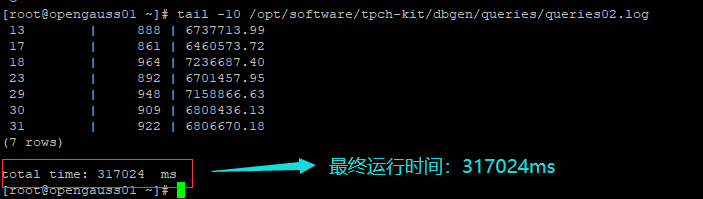 [root@opengauss01 ~]# tail -10 /opt/software/tpch-kit/dbgen/queries/queries02.log
13 | 888 | 6737713.99
17 | 861 | 6460573.72
18 | 964 | 7236687.40
23 | 892 | 6701457.95
29 | 948 | 7158866.63
30 | 909 | 6808436.13
31 | 922 | 6806670.18
(7 rows)
total time: 317024 ms
最终运行时间：317024ms
[root@opengauss01 ~]#